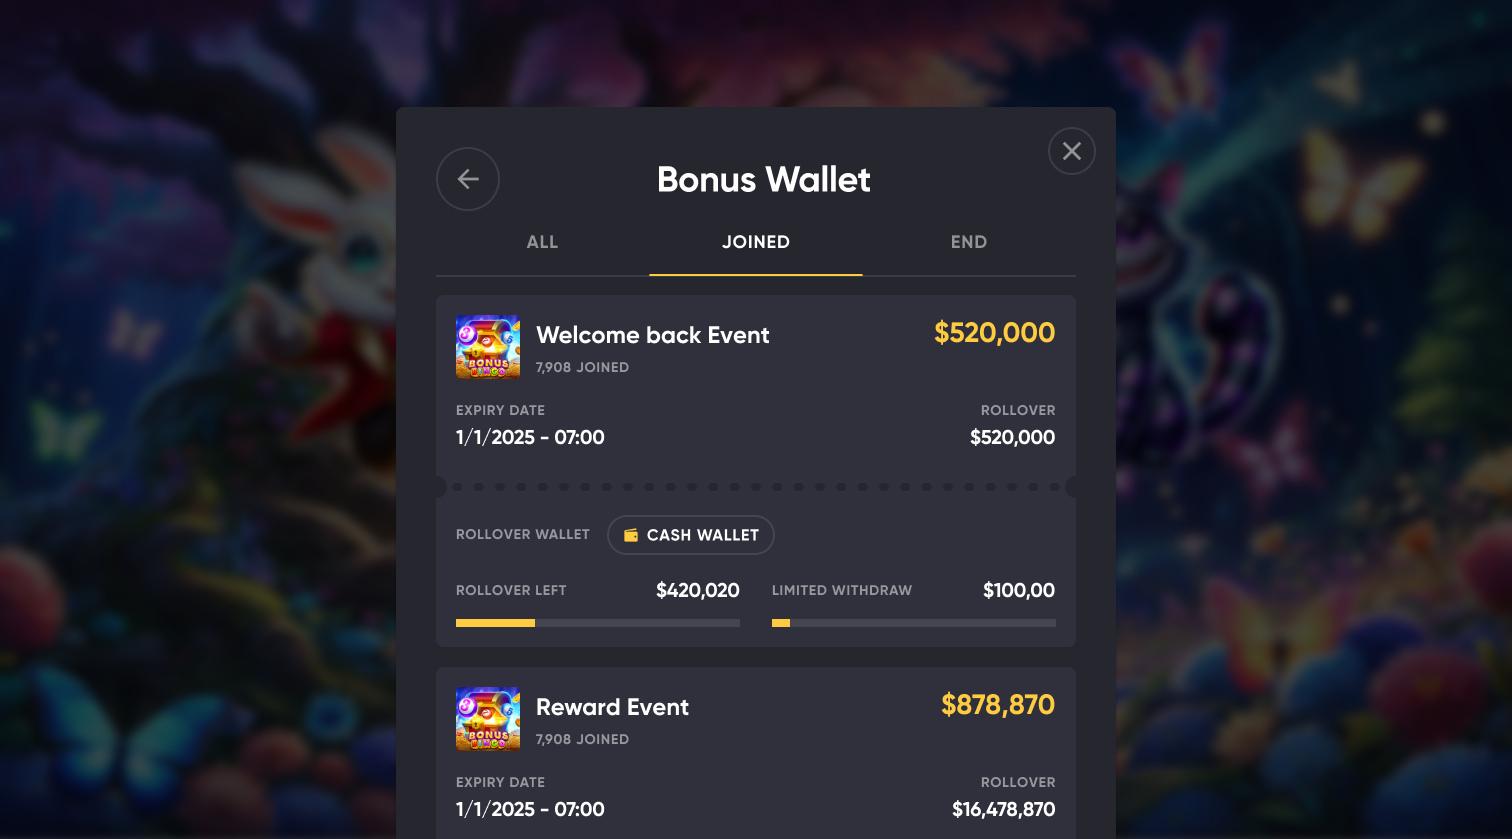 Bonus Wallet
ALL JOINED END
Welcome back Event $520,000
7,908 JOINED
EXPIRY DATE ROLLOVER
1/1/2025 - 07:00 $520,000
ROLLOVER WALLET CASH WALLET
ROLLOVER LEFT $420,020 LIMITED WITHDRAW $100,00
BONUS
BINGO
Reward Event $878,870
7,908 JOINED
BONUS
BINGO
EXPIRY DATE ROLLOVER
1/1/2025 - 07:00 $16,478,870